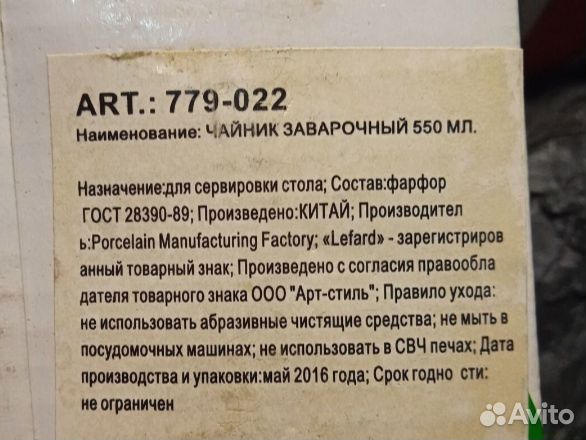 ART.: 779-022
Наименование: ЧАЙНИК ЗАВАРОЧНЫЙ 550 МЛ.
Назначение:для сервировки стола; Состав:фарфор
ГОСТ 28390-89; Произведено:КИТАЙ; Производител
ь:Porcelain Manufacturing Factory; «Lefard» - зарегистриров
анный товарный знак; Произведено с согласия правообла
дателя товарного знака ООО "Арт-стиль"; Правило ухода:
не использовать абразивные чистящие средства; не мыть в
посудомочных машинах; не использовать в СВЧ печах; Дата
производства и упаковки:май 2016 года; Срок годно сти:
не ограничен
Avito